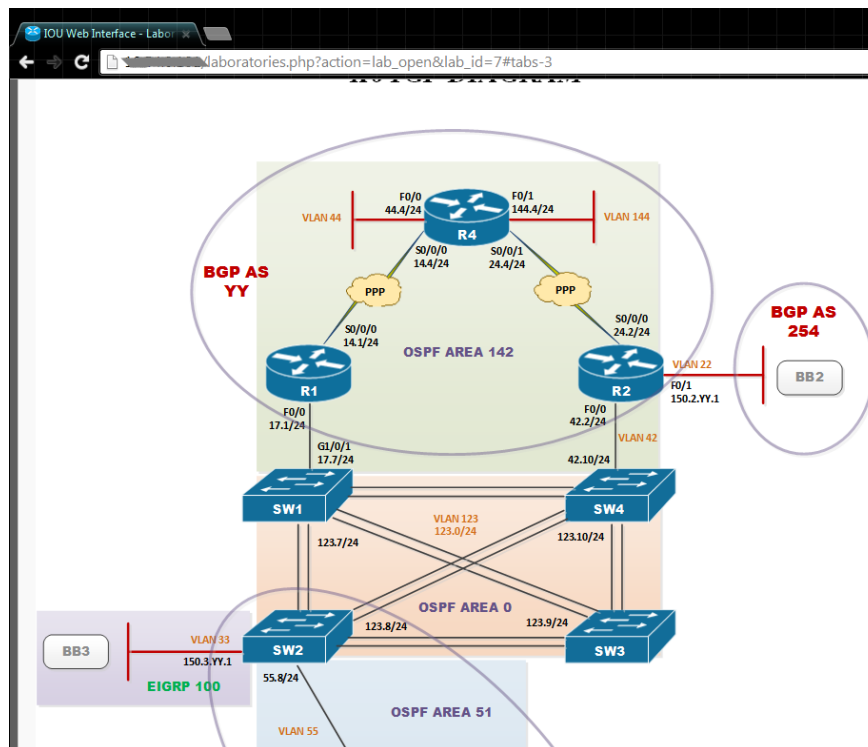 IOU Web Interface - Labor
/laboratories.php?action=lab_open&lab_id=7#tabs-3
DIAGRAM
F0/0
44.4/24
F0/1
144.4/24
VLAN 44
VLAN 144
R4
S0/0/0
14.4/24
S0/0/1
24.4/24
BGP AS
YY
PPP
PPP
S0/0/0
14.1/24
S0/0/0
24.2/24
OSPF AREA 142
BGP AS
254
R1
R2
VLAN 22
F0/1
150.2.YY.1
BB2
F0/0
17.1/24
F0/0
42.2/24
VLAN 42
G1/0/1
17.7/24
42.10/24
SW1
SW4
VLAN 123
123.0/24
123.7/24
123.10/24
OSPF AREA 0
123.8/24
123.9/24
BB3
VLAN 33
150.3.YY.1
EIGRP 100
SW2
SW3
55.8/24
OSPF AREA 51
VLAN 55